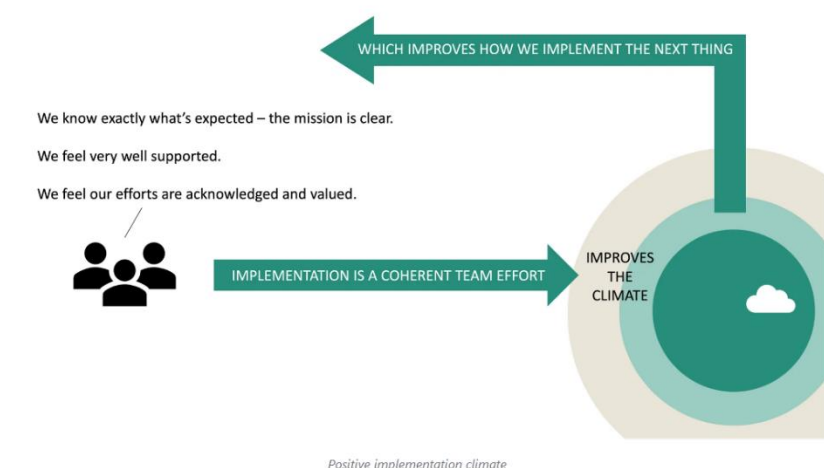 WHICH IMPROVES HOW WE IMPLEMENT THE NEXT THING
We know exactly what's expected – the mission is clear.
We feel very well supported.
We feel our efforts are acknowledged and valued.
IMPLEMENTATION IS A COHERENT TEAM EFFORT
IMPROVES
THE
CLIMATE
Positive implementation climate